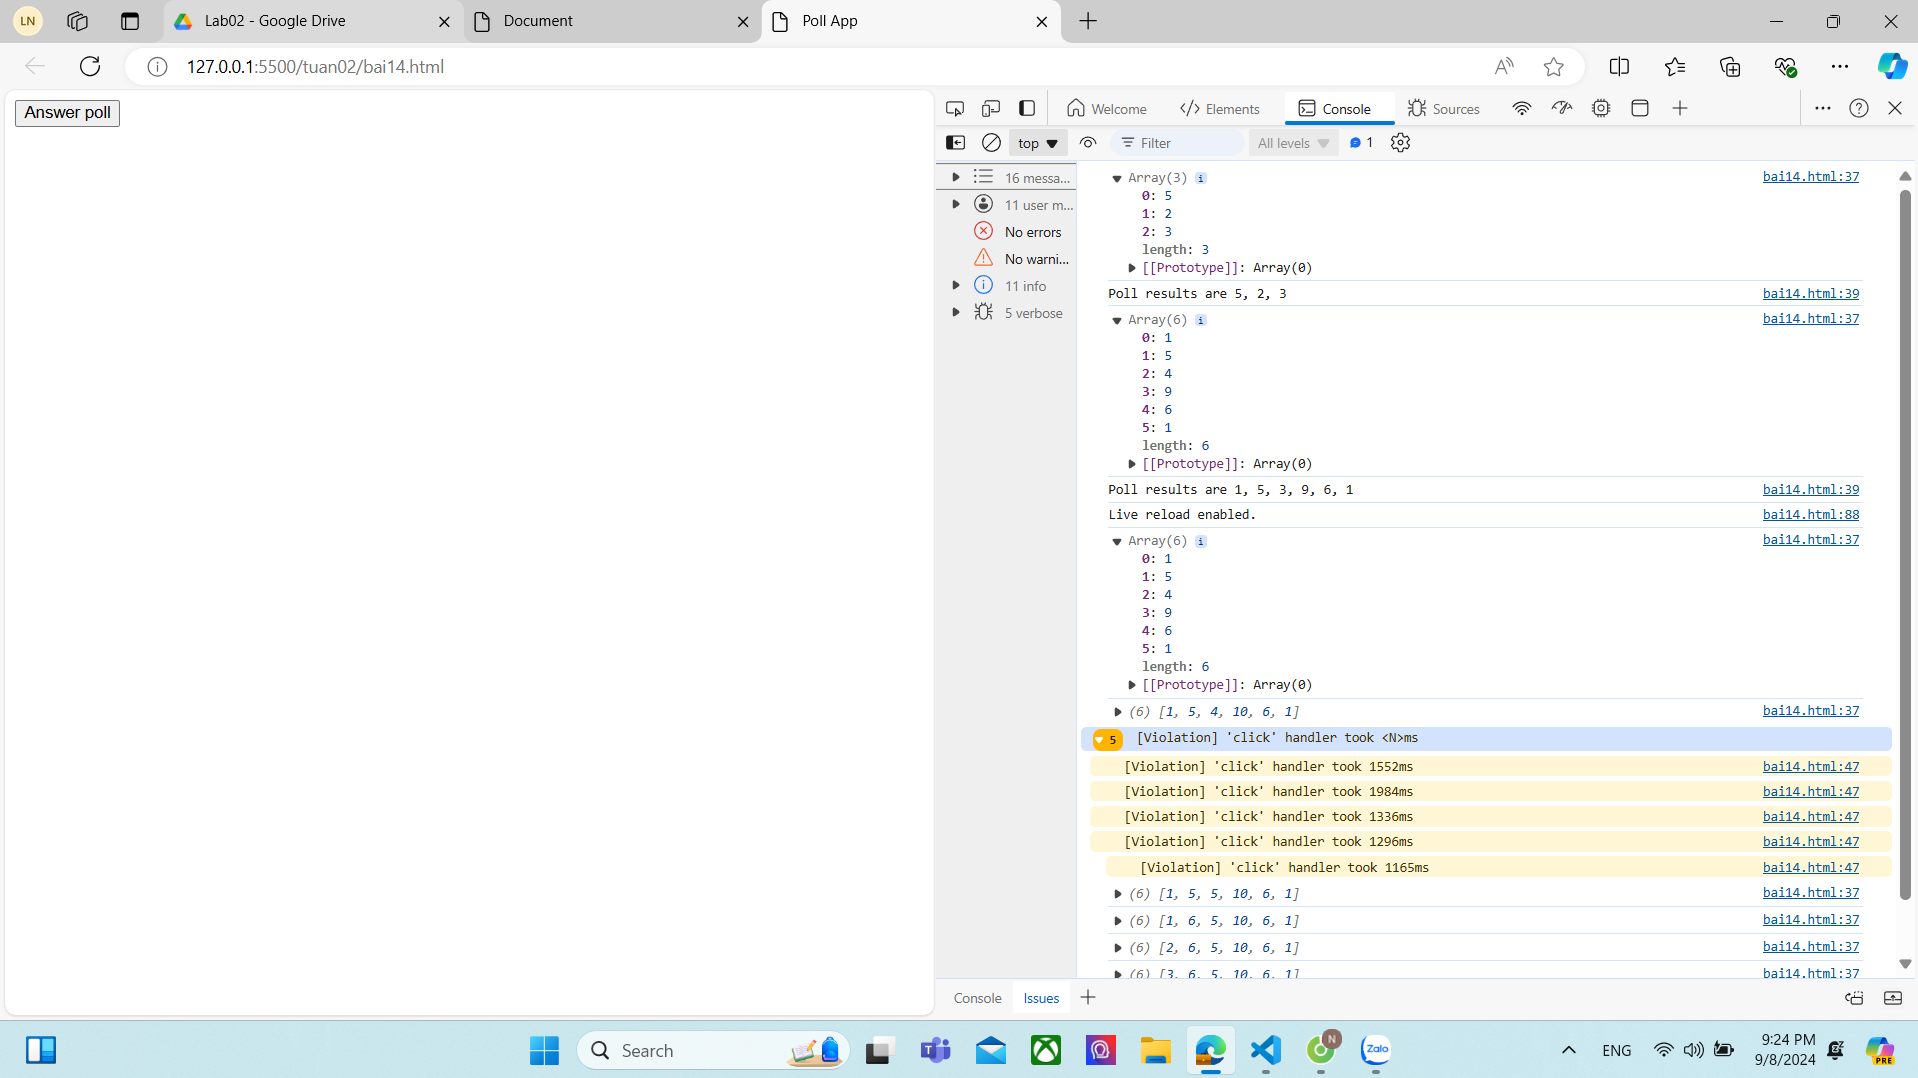 LN
Lab02 - Google Drive
Document
Poll App
127.0.0.1:5500/tuan02/bai14.html
Answer poll
Welcome
Elements
Console
Sources
top
Filter
All levels
1
16 messa...
11 user m...
No errors
No warni...
11 info
5 verbose
Array(3) i bai14.html:37
0: 5
1: 2
2: 3
length: 3
[[Prototype]]: Array(0)
Poll results are 5, 2, 3 bai14.html:39
Array(6) i bai14.html:37
0: 1
1: 5
2: 4
3: 9
4: 6
5: 1
length: 6
[[Prototype]]: Array(0)
Poll results are 1, 5, 3, 9, 6, 1 bai14.html:39
Live reload enabled. bai14.html:88
Array(6) i bai14.html:37
0: 1
1: 5
2: 4
3: 9
4: 6
5: 1
length: 6
[[Prototype]]: Array(0)
(6) [1, 5, 4, 10, 6, 1] bai14.html:37
5 [Violation] 'click' handler took <N>ms
[Violation] 'click' handler took 1552ms bai14.html:47
[Violation] 'click' handler took 1984ms bai14.html:47
[Violation] 'click' handler took 1336ms bai14.html:47
[Violation] 'click' handler took 1296ms bai14.html:47
[Violation] 'click' handler took 1165ms bai14.html:47
(6) [1, 5, 5, 10, 6, 1] bai14.html:37
(6) [1, 6, 5, 10, 6, 1] bai14.html:37
(6) [2, 6, 5, 10, 6, 1] bai14.html:37
(6) [3, 6, 5, 10, 6, 1] bai14.html:37
Console
Issues
Search
N
Zalo
ENG
9:24 PM
9/8/2024
PRE